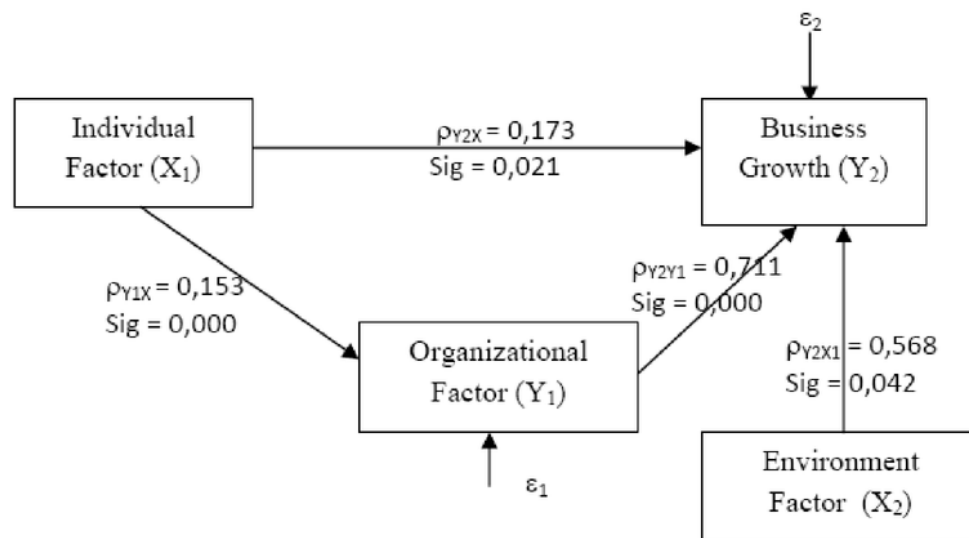 ε₂
Individual
Factor (X₁)
ρY2X = 0,173
Sig = 0,021
Business
Growth (Y₂)
ρY1X = 0,153
Sig = 0,000
ρY2Y1 = 0,711
Sig = 0,000
Organizational
Factor (Y₁)
ρY2X1 = 0,568
Sig = 0,042
ε₁
Environment
Factor (X₂)